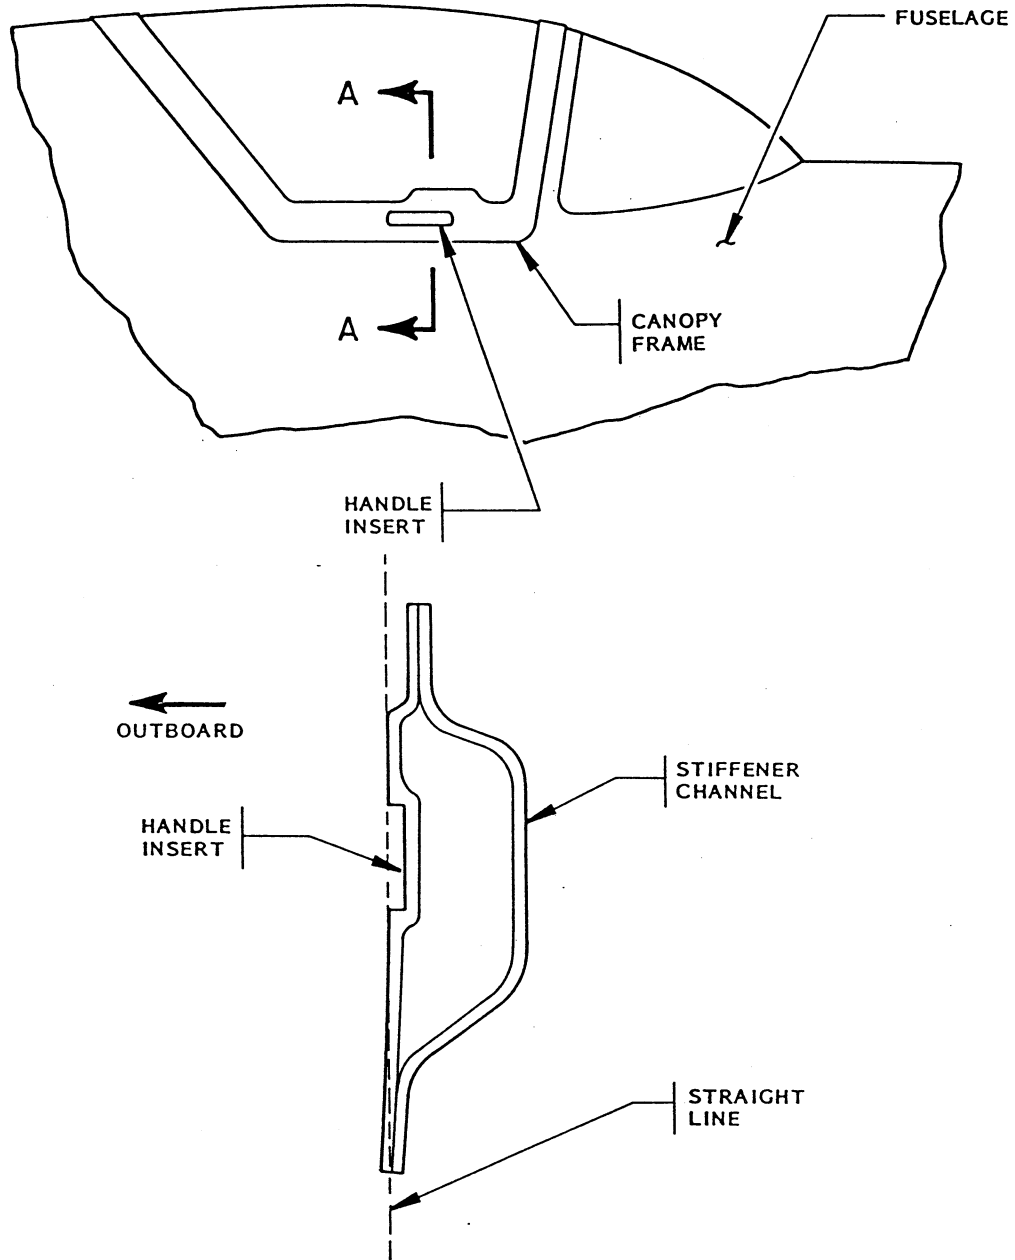 FUSELAGE
A
A
CANOPY
FRAME
HANDLE
INSERT
OUTBOARD
STIFFENER
CHANNEL
HANDLE
INSERT
STRAIGHT
LINE